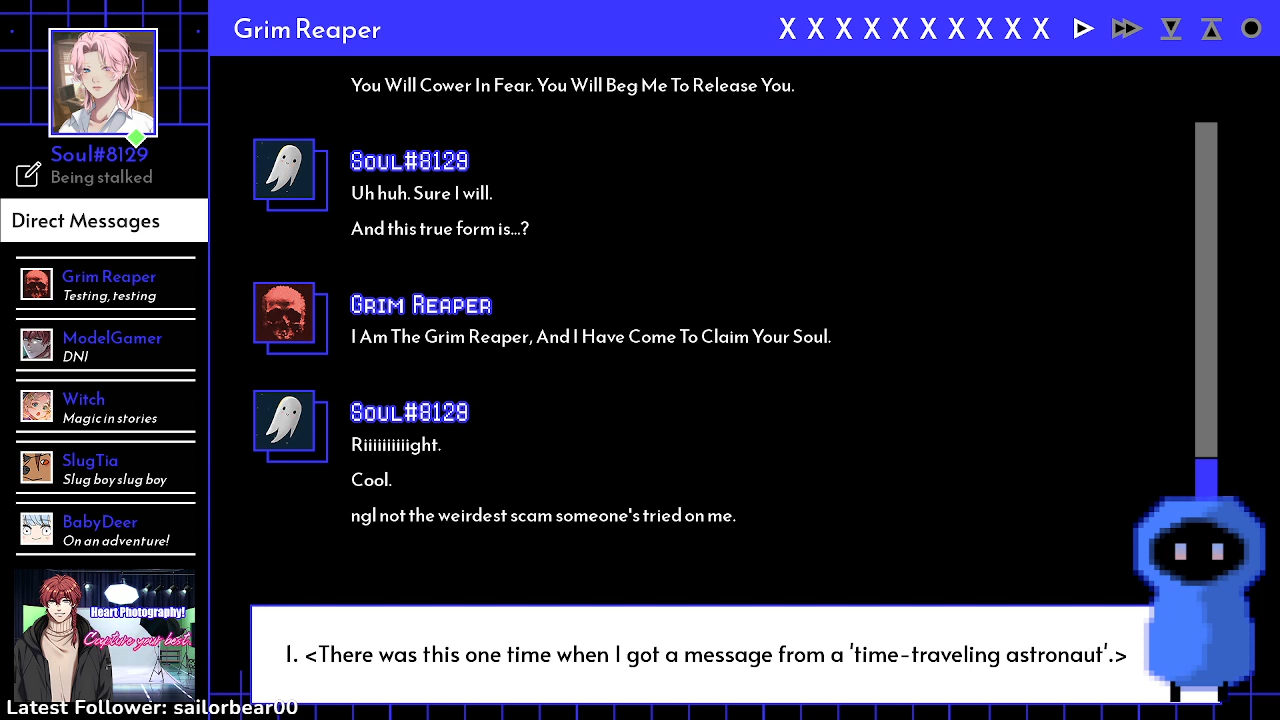 Grim Reaper
X X X X X X X X X X
Soul#8129
Being stalked
Direct Messages
Grim Reaper
Testing, testing
ModelGamer
DNI
Witch
Magic in stories
SlugTia
Slug boy slug boy
BabyDeer
On an adventure!
Heart Photography!
Capture your best.
Latest Follower: sailorbear00
You Will Cower In Fear. You Will Beg Me To Release You.
Soul#8129
Uh huh. Sure I will.
And this true form is...?
Grim Reaper
I Am The Grim Reaper, And I Have Come To Claim Your Soul.
Soul#8129
Riiiiiiiiiight.
Cool.
ngl not the weirdest scam someone's tried on me.
1. <There was this one time when I got a message from a 'time-traveling astronaut'.>